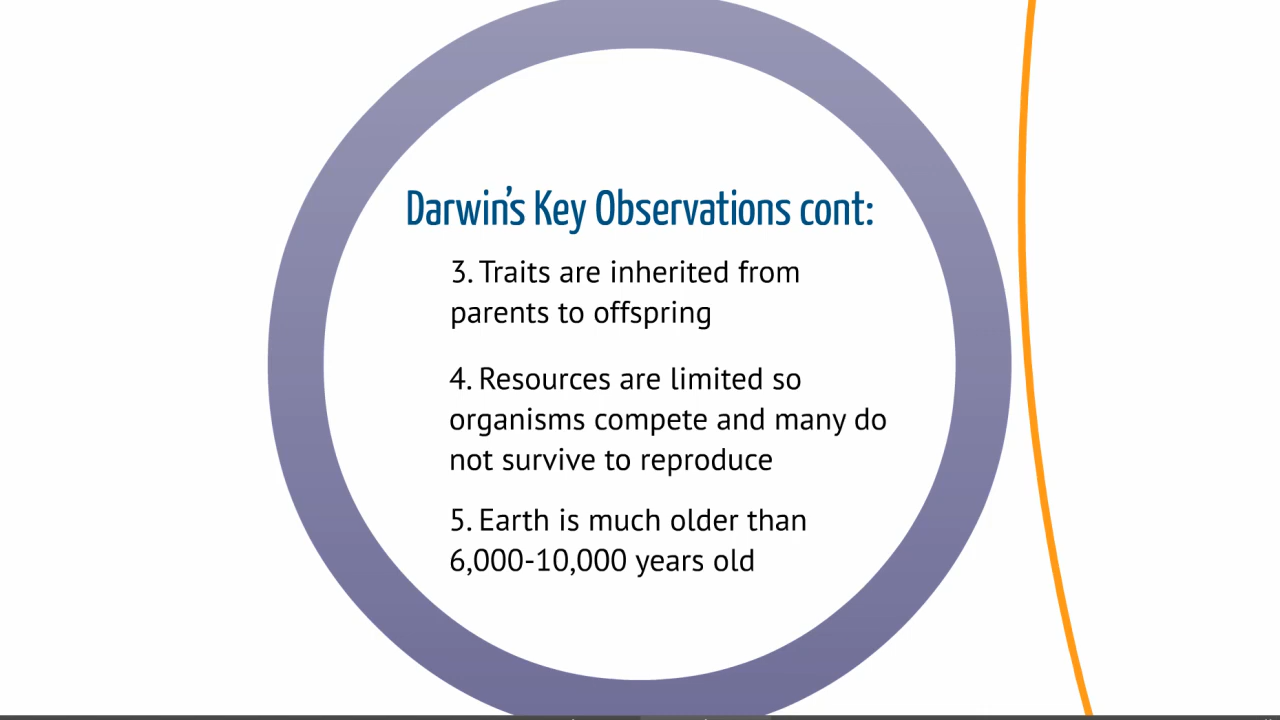 Darwin's Key Observations cont:
3. Traits are inherited from
parents to offspring
4. Resources are limited so
organisms compete and many do
not survive to reproduce
5. Earth is much older than
6,000-10,000 years old